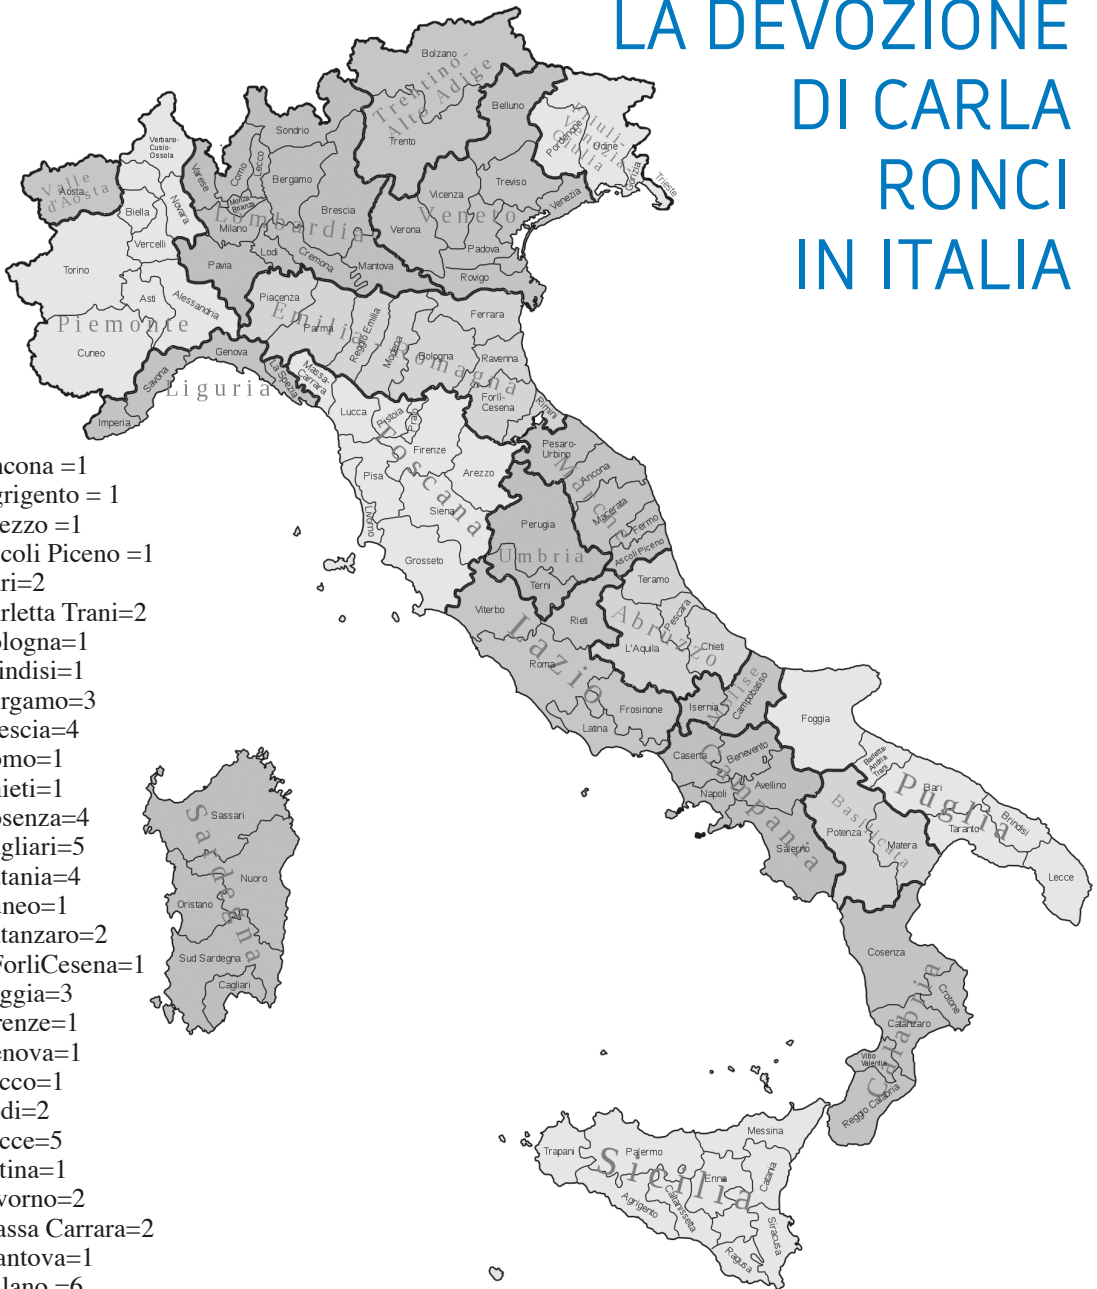 LA DEVOZIONE
DI CARLA
RONCI
IN ITALIA
Bolzano
Trentino-
Alto Adige
Trento
Belluno
Friuli-
Venezia
Giulia
Pordenone
Udine
Gorizia
Trieste
Verbano-
Cusio-
Ossola
Valle
d'Aosta
Aosta
Biella
Novara
Vercelli
Torino
Asti
Alessandria
Piemonte
Cuneo
Varese
Como
Lecco
Sondrio
Bergamo
Monza
Brianza
Brescia
Lombardia
Milano
Lodi
Cremona
Mantova
Pavia
Vicenza
Treviso
Veneto
Venezia
Verona
Padova
Rovigo
Piacenza
Parma
Reggio Emilia
Modena
Emilia-Romagna
Bologna
Ferrara
Ravenna
Forlì-
Cesena
Rimini
Genova
Savona
La Spezia
Liguria
Imperia
Massa-
Carrara
Lucca
Pistoia
Prato
Firenze
Toscana
Pisa
Arezzo
Livorno
Siena
Grosseto
Pesaro-
Urbino
Ancona
Marche
Macerata
Fermo
Ascoli Piceno
Perugia
Umbria
Terni
Viterbo
Rieti
Lazio
Roma
Frosinone
Latina
Teramo
Pescara
Abruzzo
L'Aquila
Chieti
Isernia
Molise
Campobasso
Foggia
Barletta-
Andria
Trani
Bari
Puglia
Taranto
Brindisi
Lecce
Caserta
Benevento
Campania
Napoli
Avellino
Salerno
Basilicata
Potenza
Matera
Cosenza
Crotone
Calabria
Catanzaro
Vibo
Valentia
Reggio Calabria
Sassari
Sardegna
Nuoro
Oristano
Sud Sardegna
Cagliari
Messina
Trapani
Palermo
Sicilia
Enna
Catania
Caltanissetta
Agrigento
Siracusa
Ragusa
ncona =1
grigento = 1
ezzo =1
coli Piceno =1
ri=2
rletta Trani=2
ologna=1
indisi=1
ergamo=3
escia=4
omo=1
ieti=1
osenza=4
gliari=5
tania=4
neo=1
tanzaro=2
ForliCesena=1
ggia=3
renze=1
enova=1
cco=1
di=2
cce=5
tina=1
vorno=2
assa Carrara=2
antova=1
lano =6